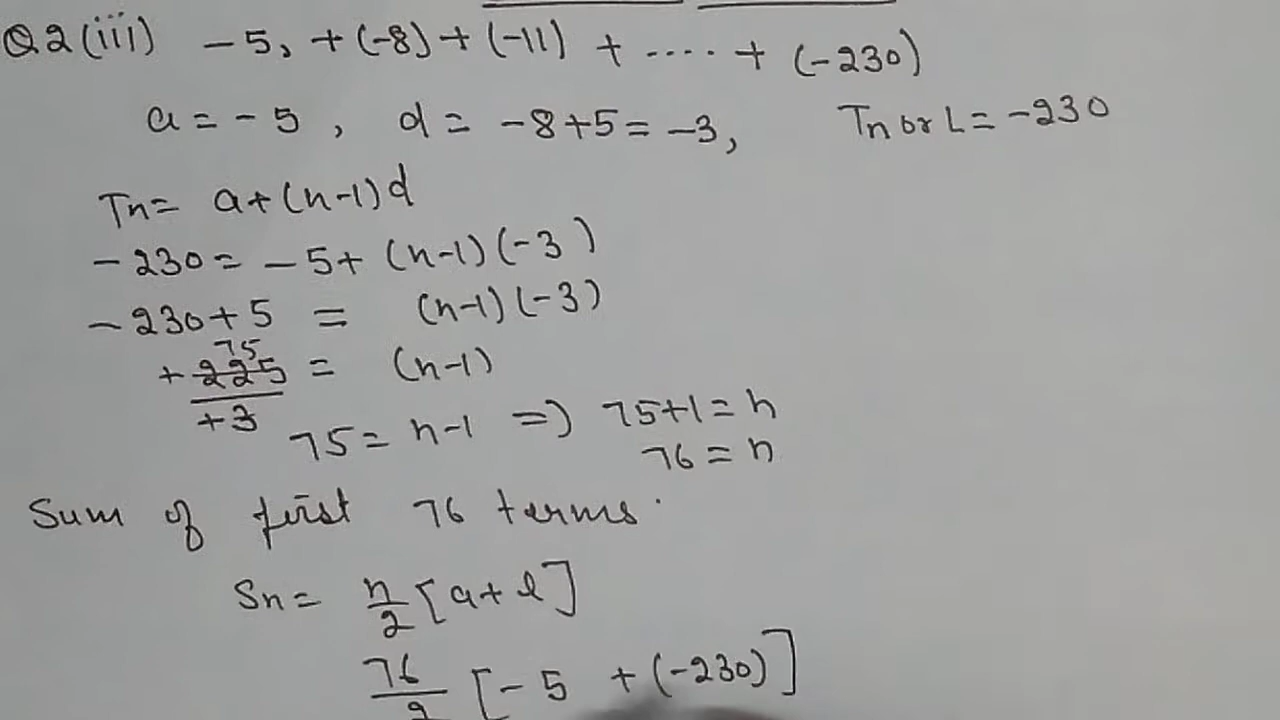 Q2(iii) -5, +(-8)+(-11) + ..... + (-230)
a = -5, d = -8+5 = -3, Tn or L = -230
Tn = a+(n-1)d
-230 = -5+ (n-1)(-3)
-230+5 = (n-1)(-3)
75
+225 = (n-1)
+3
75 = n-1 => 75+1 = n
76 = n
Sum of first 76 terms.
Sn = n/2 [a+l]
76/2 [-5 +(-230)]